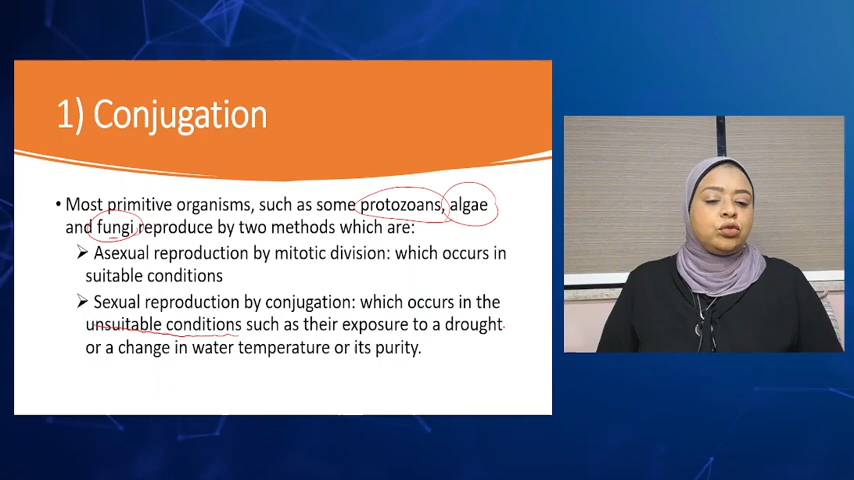 1) Conjugation
• Most primitive organisms, such as some protozoans, algae
and fungi reproduce by two methods which are:
➢ Asexual reproduction by mitotic division: which occurs in
suitable conditions
➢ Sexual reproduction by conjugation: which occurs in the
unsuitable conditions such as their exposure to a drought
or a change in water temperature or its purity.